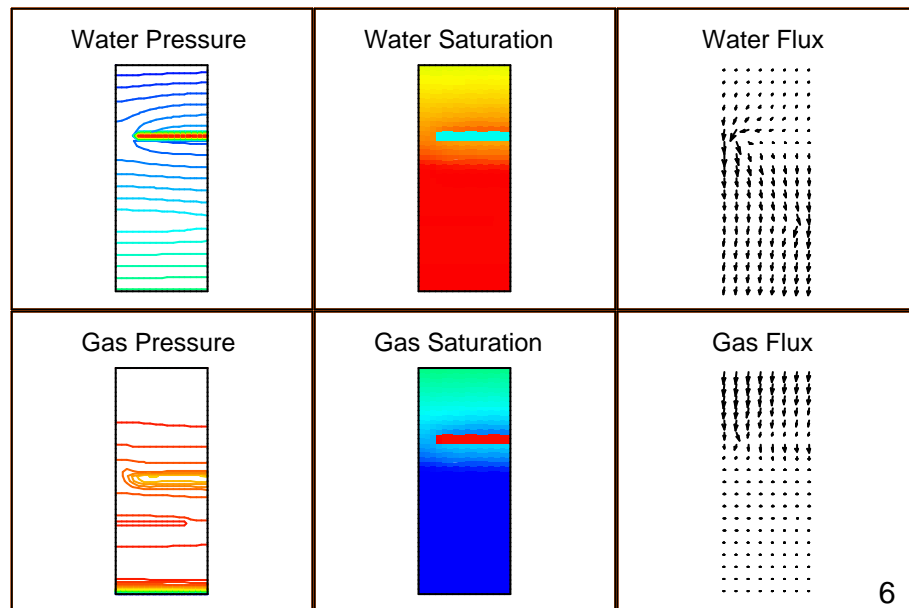 Water Pressure
Water Saturation
Water Flux
Gas Pressure
Gas Saturation
Gas Flux
6